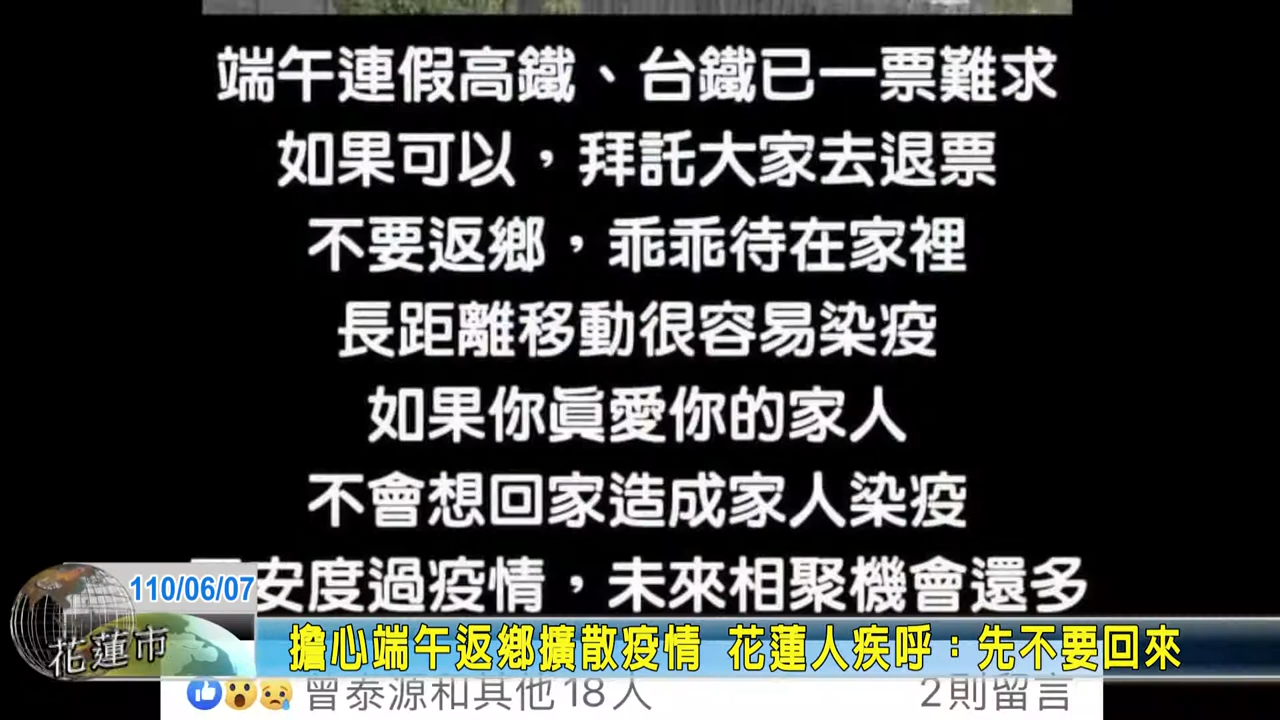 端午連假高鐵、台鐵已一票難求
如果可以，拜託大家去退票
不要返鄉，乖乖待在家裡
長距離移動很容易染疫
如果你真愛你的家人
不會想回家造成家人染疫
安度過疫情，未來相聚機會還多
110/06/07
花蓮市
擔心端午返鄉擴散疫情 花蓮人疾呼：先不要回來
曾泰源和其他18人
2則留言